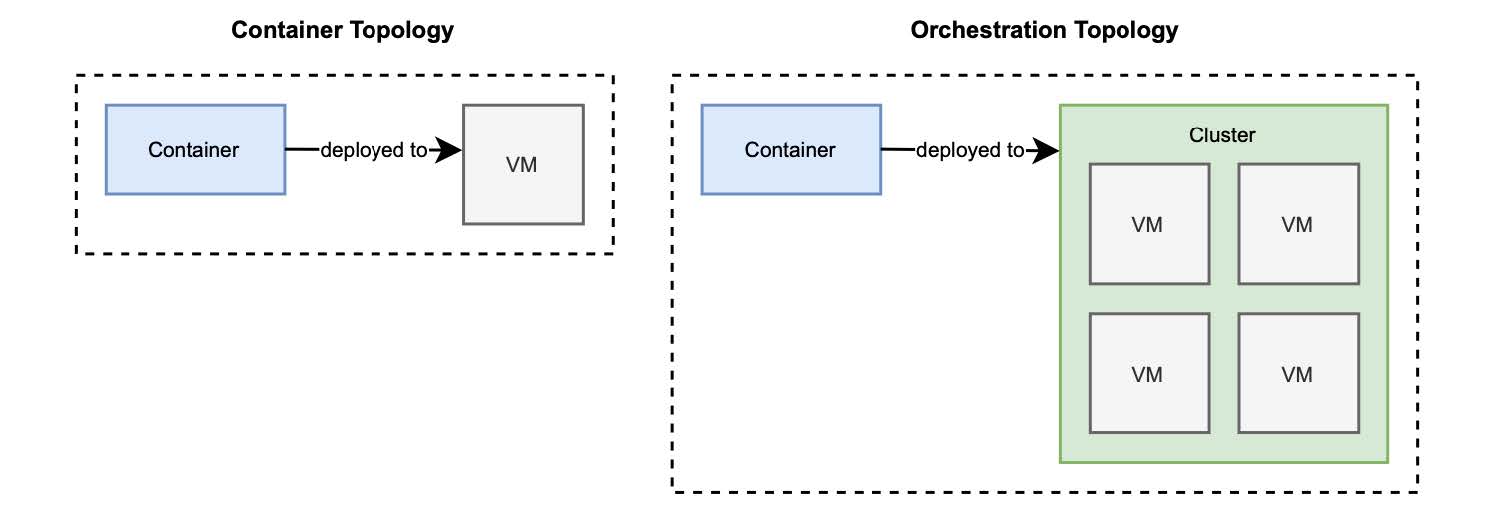 Container Topology
Container
deployed to
VM
Orchestration Topology
Container
deployed to
Cluster
VM
VM
VM
VM